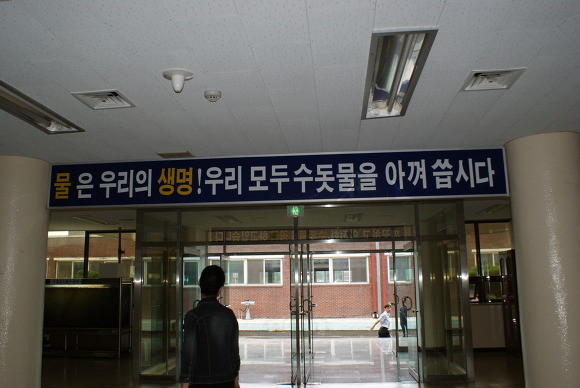 물은 우리의 생명! 우리 모두 수돗물을 아껴 씁시다